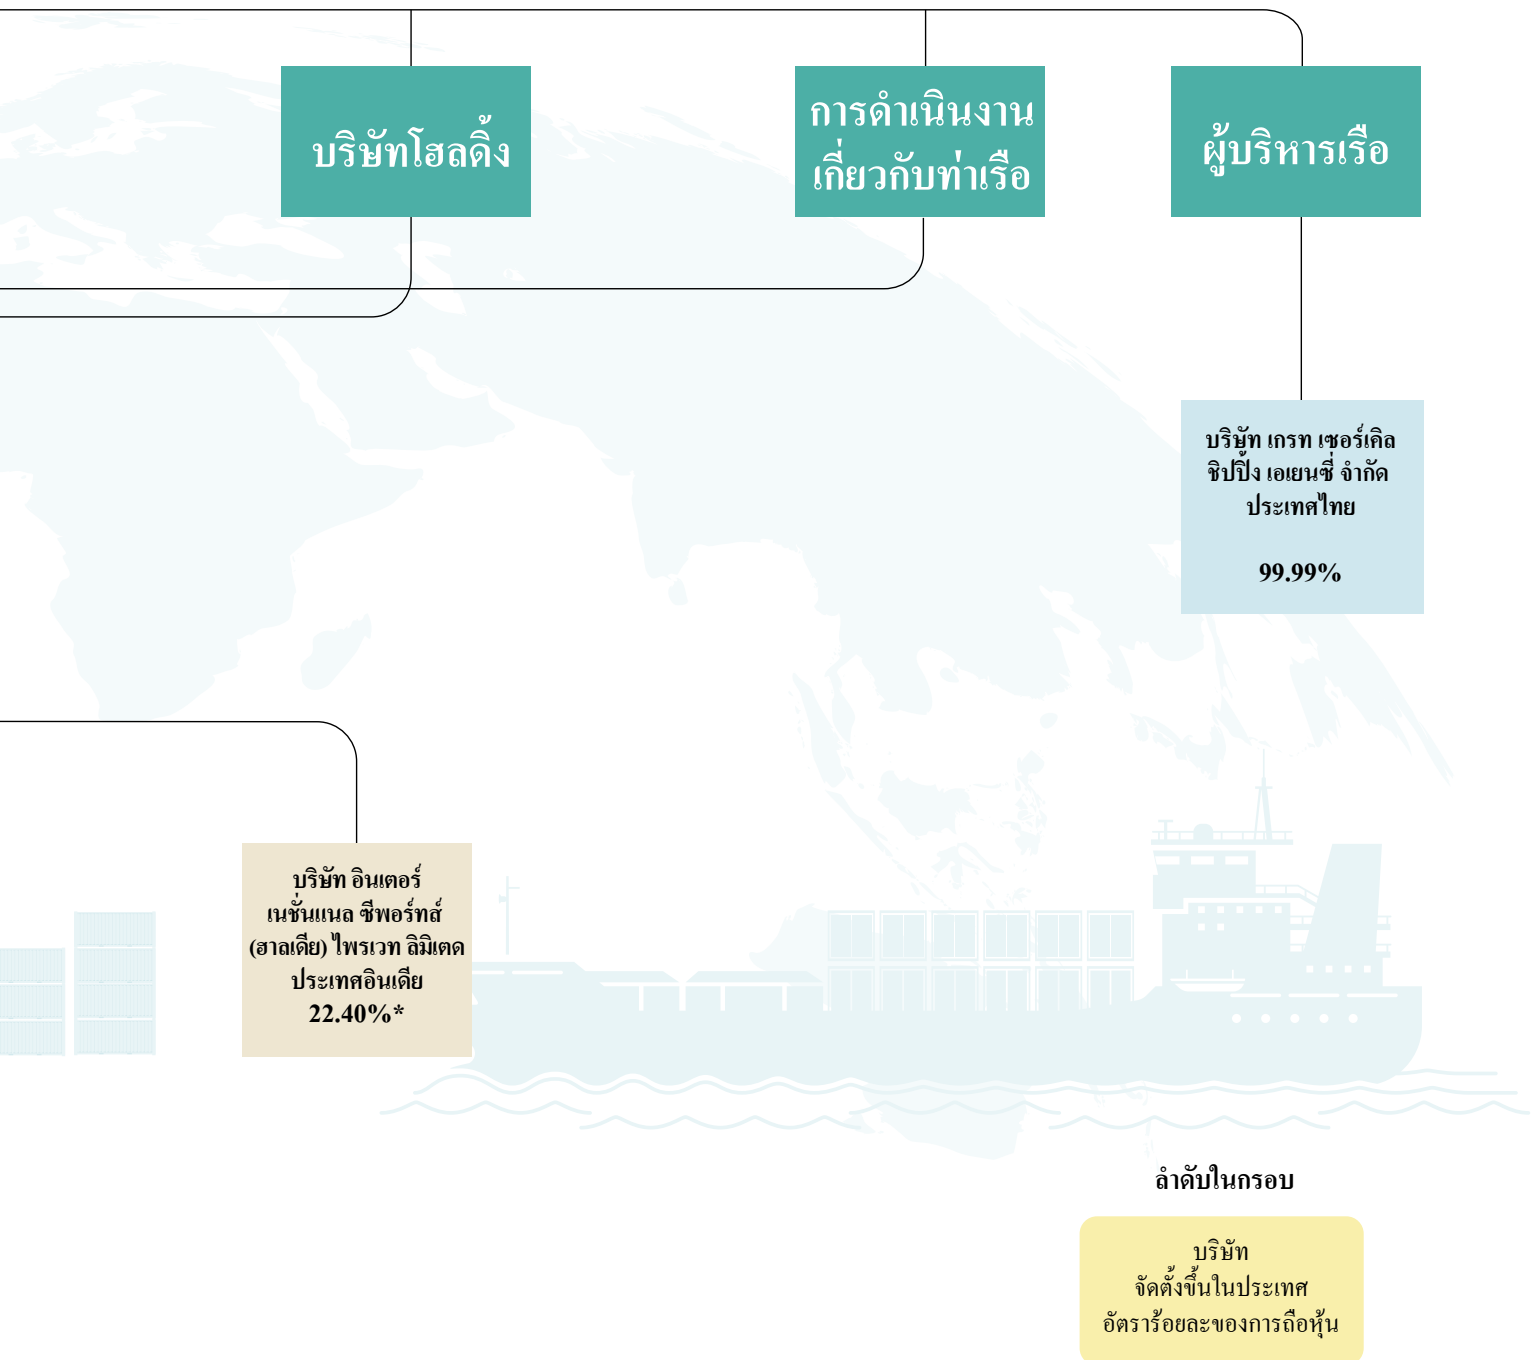 บริษัทโฮลดิ้ง
การดำเนินงาน
เกี่ยวกับท่าเรือ
ผู้บริหารเรือ
บริษัท เกรท เซอร์เคิล
ชิปปิ้ง เอเยนซี่ จำกัด
ประเทศไทย
99.99%
บริษัท อินเตอร์
เนชั่นแนล ซีพอร์ทส์
(ฮาลเดีย) ไพรเวท ลิมิเตด
ประเทศอินเดีย
22.40%*
ลำดับในกรอบ
บริษัท
จัดตั้งขึ้นในประเทศ
อัตราร้อยละของการถือหุ้น